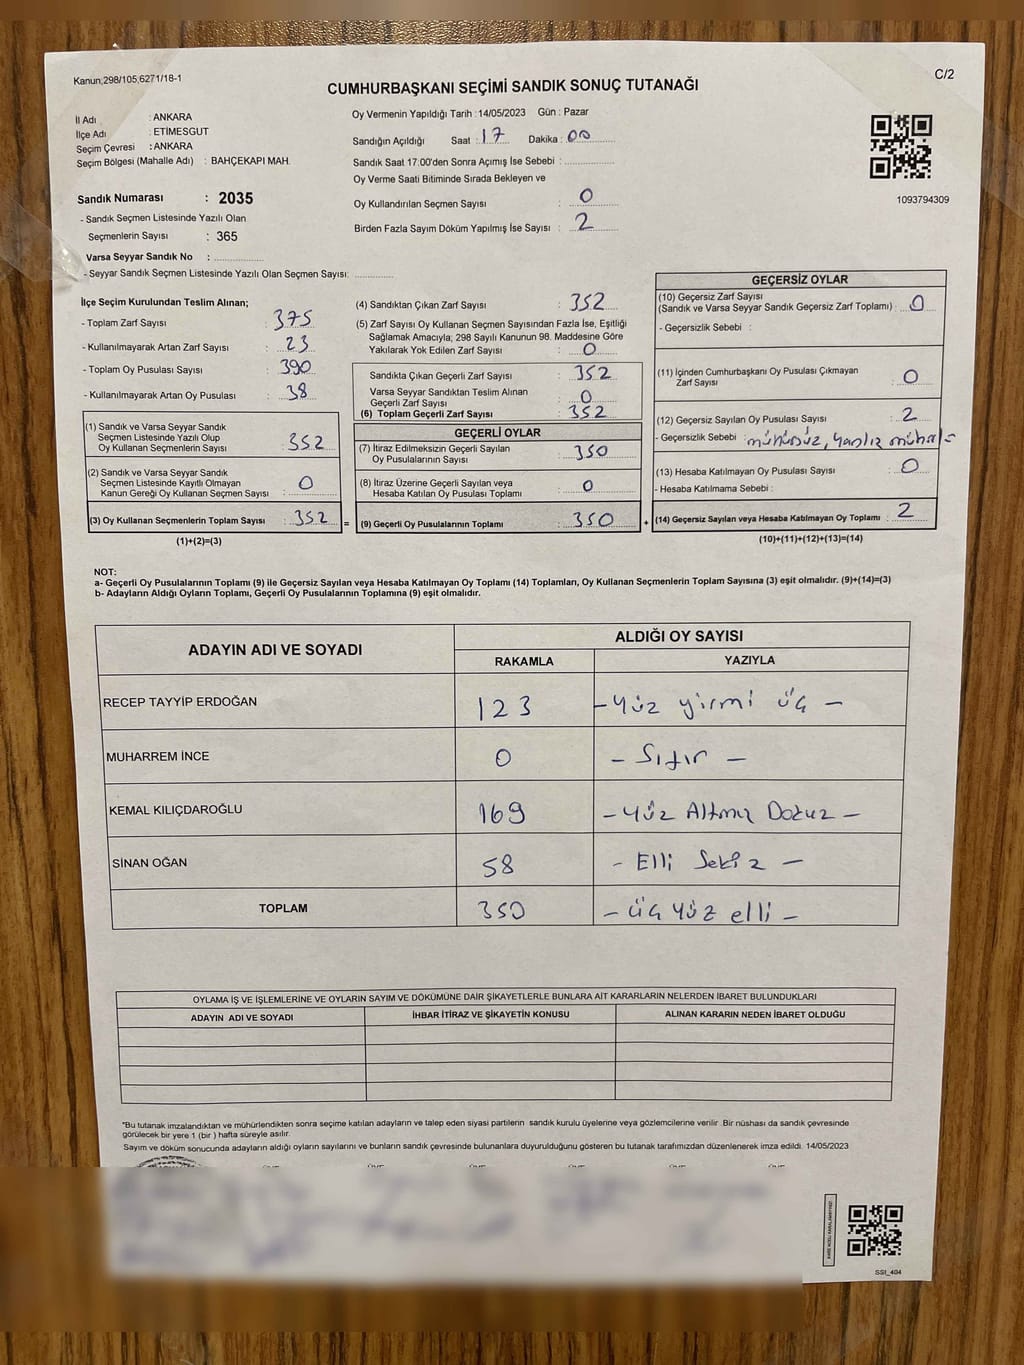 Kanun;298/105;6271/18-1
C/2
CUMHURBAŞKANI SEÇİMİ SANDIK SONUÇ TUTANAĞI
İl Adı : ANKARA
İlçe Adı : ETİMESGUT
Seçim Çevresi : ANKARA
Seçim Bölgesi (Mahalle Adı) : BAHÇEKAPI MAH.
Oy Vermenin Yapıldığı Tarih : 14/05/2023 Gün : Pazar
Sandığın Açıldığı Saat : 17 Dakika : 00
Sandık Saat 17:00'den Sonra Açımış İse Sebebi :
Oy Verme Saati Bitiminde Sırada Bekleyen ve
Oy Kullandırılan Seçmen Sayısı : 0
Birden Fazla Sayım Döküm Yapılmış İse Sayısı : 2
1093794309
Sandık Numarası : 2035
- Sandık Seçmen Listesinde Yazılı Olan
Seçmenlerin Sayısı : 365
Varsa Seyyar Sandık No :
- Seyyar Sandık Seçmen Listesinde Yazılı Olan Seçmen Sayısı:
İlçe Seçim Kurulundan Teslim Alınan;
- Toplam Zarf Sayısı : 375
- Kullanılmayarak Artan Zarf Sayısı : 23
- Toplam Oy Pusulası Sayısı : 390
- Kullanılmayarak Artan Oy Pusulası : 38
(1) Sandık ve Varsa Seyyar Sandık
Seçmen Listesinde Yazılı Olup
Oy Kullanan Seçmenlerin Sayısı : 352
(2) Sandık ve Varsa Seyyar Sandık
Seçmen Listesinde Kayıtlı Olmayan
Kanun Gereği Oy Kullanan Seçmen Sayısı : 0
(3) Oy Kullanan Seçmenlerin Toplam Sayısı : 352 =
(1)+(2)=(3)
(4) Sandıktan Çıkan Zarf Sayısı : 352
(5) Zarf Sayısı Oy Kullanan Seçmen Sayısından Fazla İse, Eşitliği
Sağlamak Amacıyla; 298 Sayılı Kanunun 98. Maddesine Göre
Yakılarak Yok Edilen Zarf Sayısı : 0
Sandıkta Çıkan Geçerli Zarf Sayısı : 352
Varsa Seyyar Sandıktan Teslim Alınan
Geçerli Zarf Sayısı : 0
(6) Toplam Geçerli Zarf Sayısı : 352
GEÇERLİ OYLAR
(7) İtiraz Edilmeksizin Geçerli Sayılan
Oy Pusulalarının Sayısı : 350
(8) İtiraz Üzerine Geçerli Sayılan veya
Hesaba Katılan Oy Pusulası Toplamı : 0
(9) Geçerli Oy Pusulalarının Toplamı : 350 +
GEÇERSİZ OYLAR
(10) Geçersiz Zarf Sayısı
(Sandık ve Varsa Seyyar Sandık Geçersiz Zarf Toplamı) : 0
- Geçersizlik Sebebi :
(11) İçinden Cumhurbaşkanı Oy Pusulası Çıkmayan
Zarf Sayısı : 0
(12) Geçersiz Sayılan Oy Pusulası Sayısı : 2
- Geçersizlik Sebebi : mühürsüz,
(13) Hesaba Katılmayan Oy Pusulası Sayısı : 0
- Hesaba Katılmama Sebebi :
(14) Geçersiz Sayılan veya Hesaba Katılmayan Oy Toplamı : 2
(10)+(11)+(12)+(13)=(14)
NOT:
a- Geçerli Oy Pusulalarının Toplamı (9) ile Geçersiz Sayılan veya Hesaba Katılmayan Oy Toplamı (14) Toplamları, Oy Kullanan Seçmenlerin Toplam Sayısına (3) eşit olmalıdır. (9)+(14)=(3)
b- Adayların Aldığı Oyların Toplamı, Geçerli Oy Pusulalarının Toplamına (9) eşit olmalıdır.
ADAYIN ADI VE SOYADI
ALDIĞI OY SAYISI
RAKAMLA YAZIYLA
RECEP TAYYİP ERDOĞAN 123 - Yüz yirmi üç -
MUHARREM İNCE 0 - Sıfır -
KEMAL KILIÇDAROĞLU 169 - Yüz Altmış Dokuz -
SİNAN OĞAN 58 - Elli Sekiz -
TOPLAM 350 - Üç Yüz elli -
OYLAMA İŞ VE İŞLEMLERİNE VE OYLARIN SAYIM VE DÖKÜMÜNE DAİR ŞİKAYETLERLE BUNLARA AİT KARARLARIN NELERDEN İBARET BULUNDUKLARI
ADAYIN ADI VE SOYADI İHBAR İTİRAZ VE ŞİKAYETİN KONUSU ALINAN KARARIN NEDEN İBARET OLDUĞU
"Bu tutanak imzalandıktan ve mühürlendikten sonra seçime katılan adayların ve talep eden siyasi partilerin sandık kurulu üyelerine veya gözlemcilerine verilir. Bir nüshası da sandık çevresinde
görülecek bir yere 1 (bir ) hafta süreyle asılır.
Sayım ve döküm sonucunda adayların aldığı oyların sayılarını ve bunların sandık çevresinde bulunanlara duyurulduğunu gösteren bu tutanak tarafımızdan düzenlenerek imza edildi. 14/05/2023
SSI_404